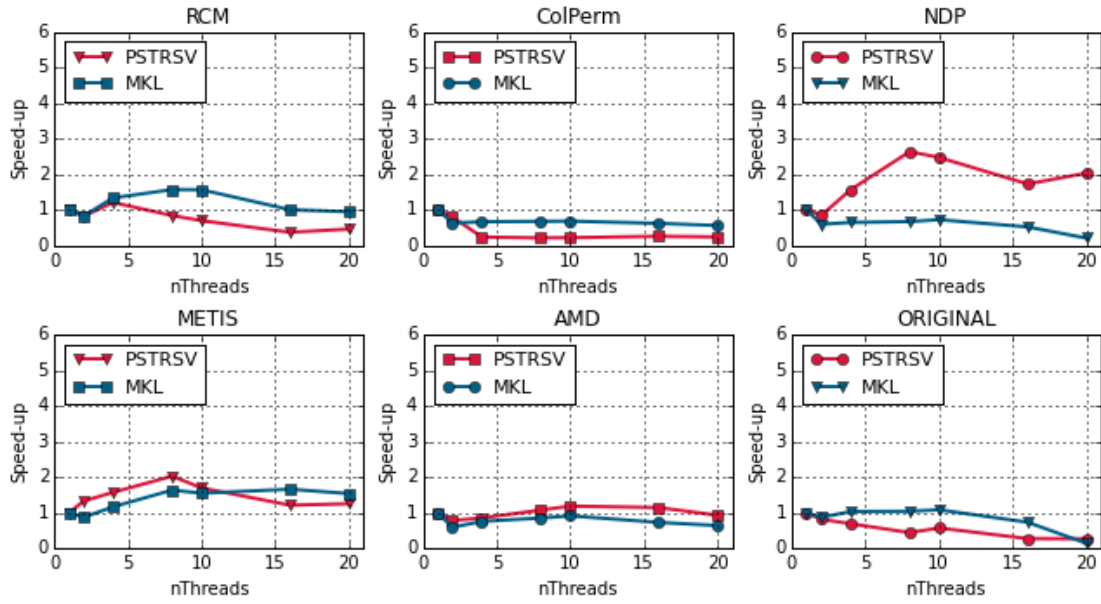 RCM
6
5
4
3
2
1
0
Speed-up
PSTRSV
MKL
0 5 10 15 20
nThreads
ColPerm
6
5
4
3
2
1
0
Speed-up
PSTRSV
MKL
0 5 10 15 20
nThreads
NDP
6
5
4
3
2
1
0
Speed-up
PSTRSV
MKL
0 5 10 15 20
nThreads
METIS
6
5
4
3
2
1
0
Speed-up
PSTRSV
MKL
0 5 10 15 20
nThreads
AMD
6
5
4
3
2
1
0
Speed-up
PSTRSV
MKL
0 5 10 15 20
nThreads
ORIGINAL
6
5
4
3
2
1
0
Speed-up
PSTRSV
MKL
0 5 10 15 20
nThreads